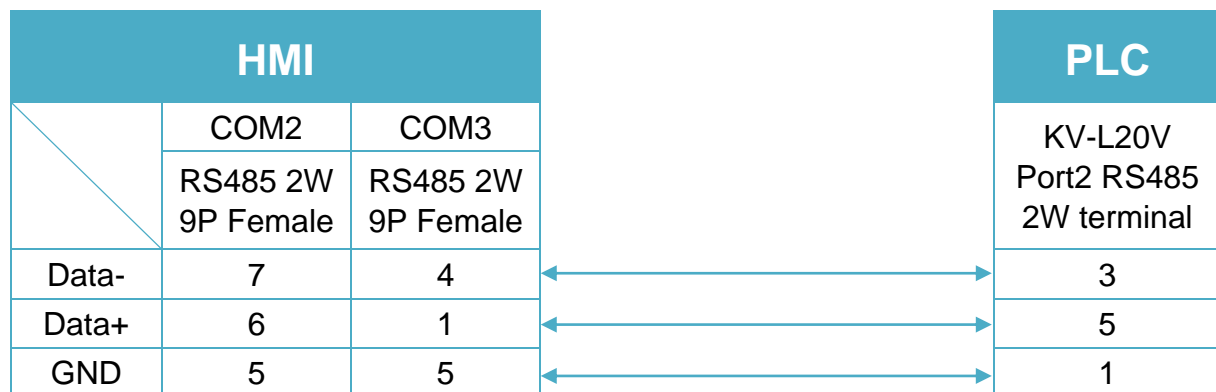 HMI PLC
COM2 COM3 KV-L20V
Port2 RS485
2W terminal
RS485 2W
9P Female
RS485 2W
9P Female
Data- 7 4 3
Data+ 6 1 5
GND 5 5 1